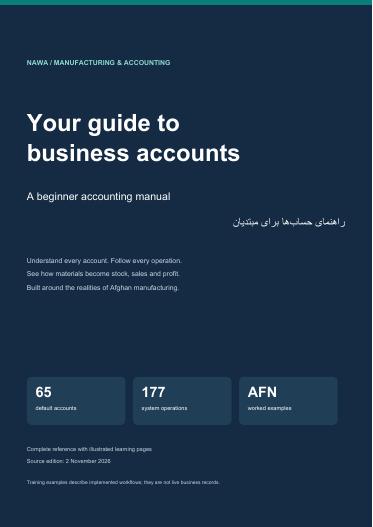 NAWA / MANUFACTURING & ACCOUNTING
Your guide to
business accounts
A beginner accounting manual
راهنمای حساب‌ها برای مبتدیان
Understand every account. Follow every operation.
See how materials become stock, sales and profit.
Built around the realities of Afghan manufacturing.
65
default accounts
177
system operations
AFN
worked examples
Complete reference with illustrated learning pages
Source edition: 2 November 2026
Training examples describe implemented workflows; they are not live business records.